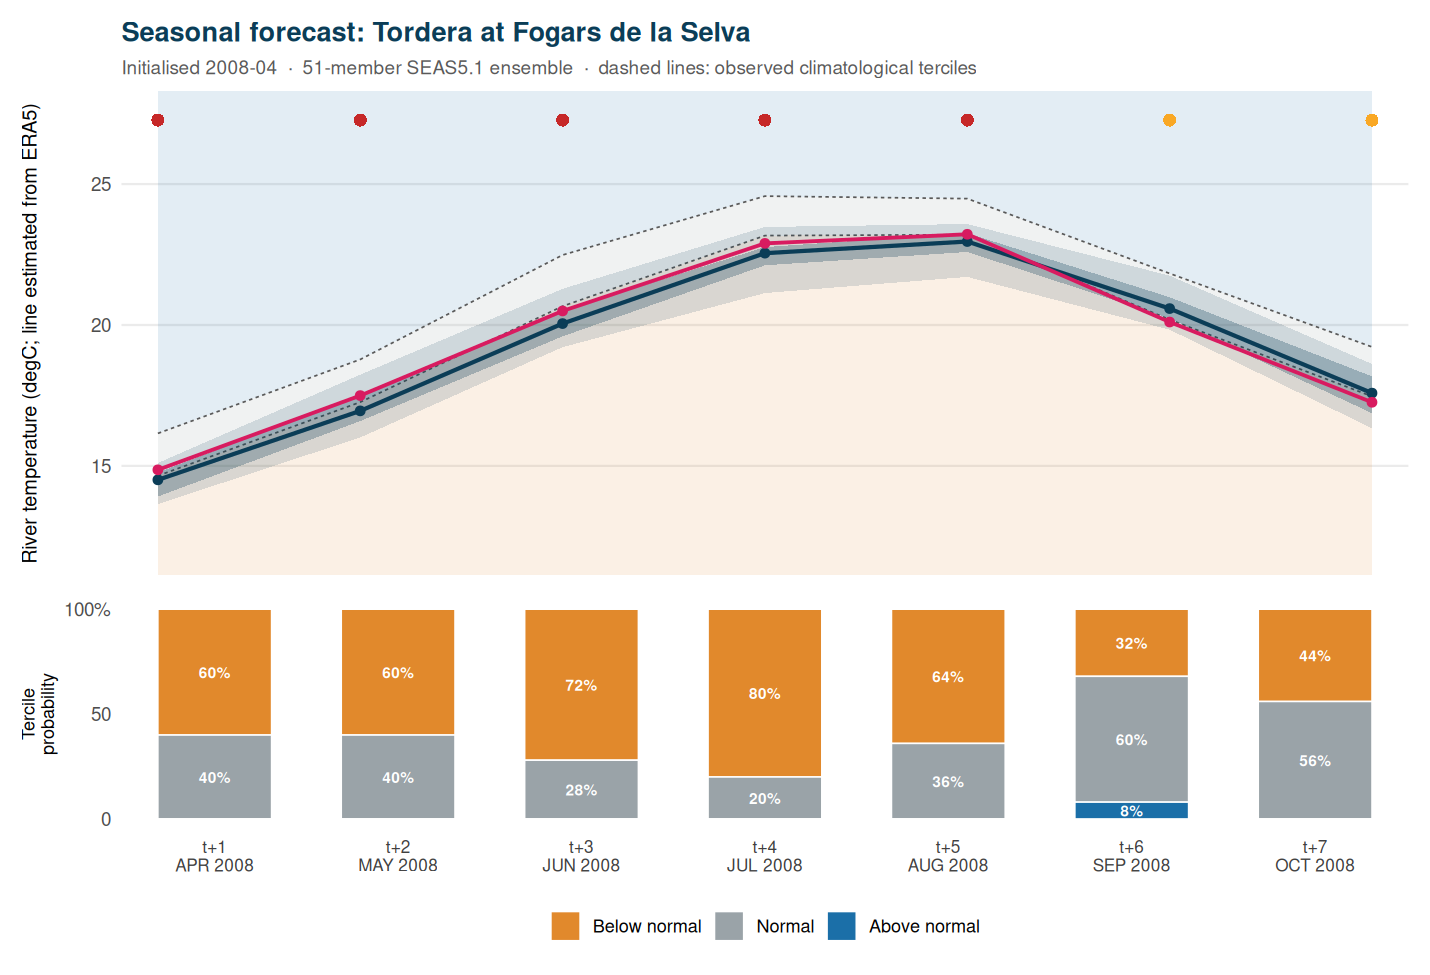 Seasonal forecast: Tordera at Fogars de la Selva
Initialised 2008-04 · 51-member SEAS5.1 ensemble · dashed lines: observed climatological terciles
River temperature (degC; line estimated from ERA5)
25
20
15
Tercile
probability
100%
50
0
60%
60%
72%
80%
64%
32%
44%
40%
40%
28%
20%
36%
60%
56%
8%
t+1
APR 2008
t+2
MAY 2008
t+3
JUN 2008
t+4
JUL 2008
t+5
AUG 2008
t+6
SEP 2008
t+7
OCT 2008
Below normal
Normal
Above normal